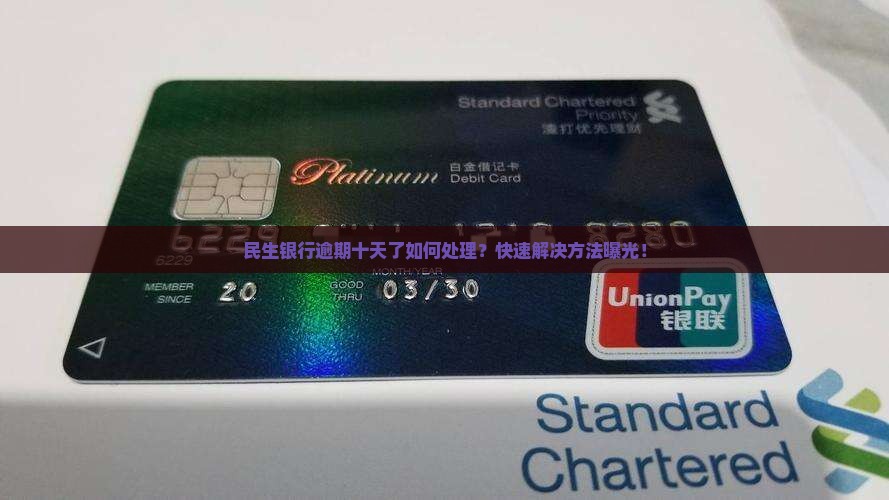 Standard Chartered
Priority
渣打优先理财
Platinum 白金借记卡
Debit Card
民生银行逾期十天了如何处理？快速解决方法曝光！
6229
MONTH/YEAR
MEMBER SINCE 20 GOOD THRU 03/30
UnionPay
银联
Standard
Chartered